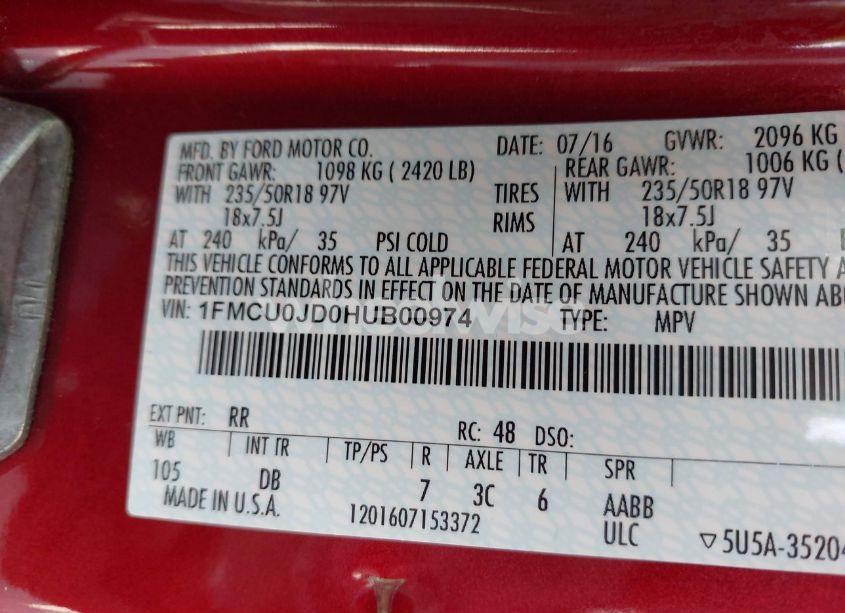 MFD. BY FORD MOTOR CO. DATE: 07/16 GVWR: 2096 KG
FRONT GAWR: 1098 KG ( 2420 LB) REAR GAWR: 1006 KG (
WITH 235/50R18 97V TIRES WITH 235/50R18 97V
18x7.5J RIMS 18x7.5J
AT 240 kPa/ 35 PSI COLD AT 240 kPa/ 35
THIS VEHICLE CONFORMS TO ALL APPLICABLE FEDERAL MOTOR VEHICLE SAFETY
PREVENTION STANDARDS IN EFFECT ON THE DATE OF MANUFACTURE SHOWN
VIN: 1FMCU0JD0HUB00974 TYPE: MPV
EXT PNT: RR RC: 48 DSO:
WB INT TR TP/PS R AXLE TR SPR
105 DB 7 3C 6 AABB
MADE IN U.S.A. 1201607153372 ULC ▽5U5A-35204